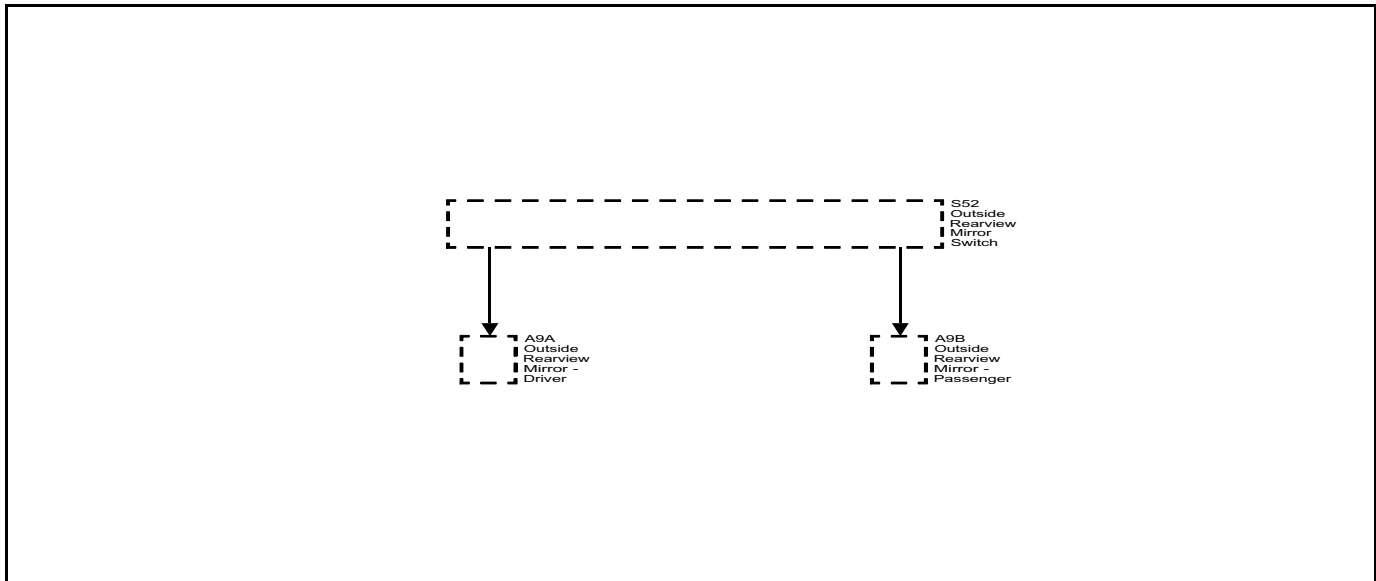 S52
Outside
Rearview
Mirror
Switch
A9A
Outside
Rearview
Mirror -
Driver
A9B
Outside
Rearview
Mirror -
Passenger